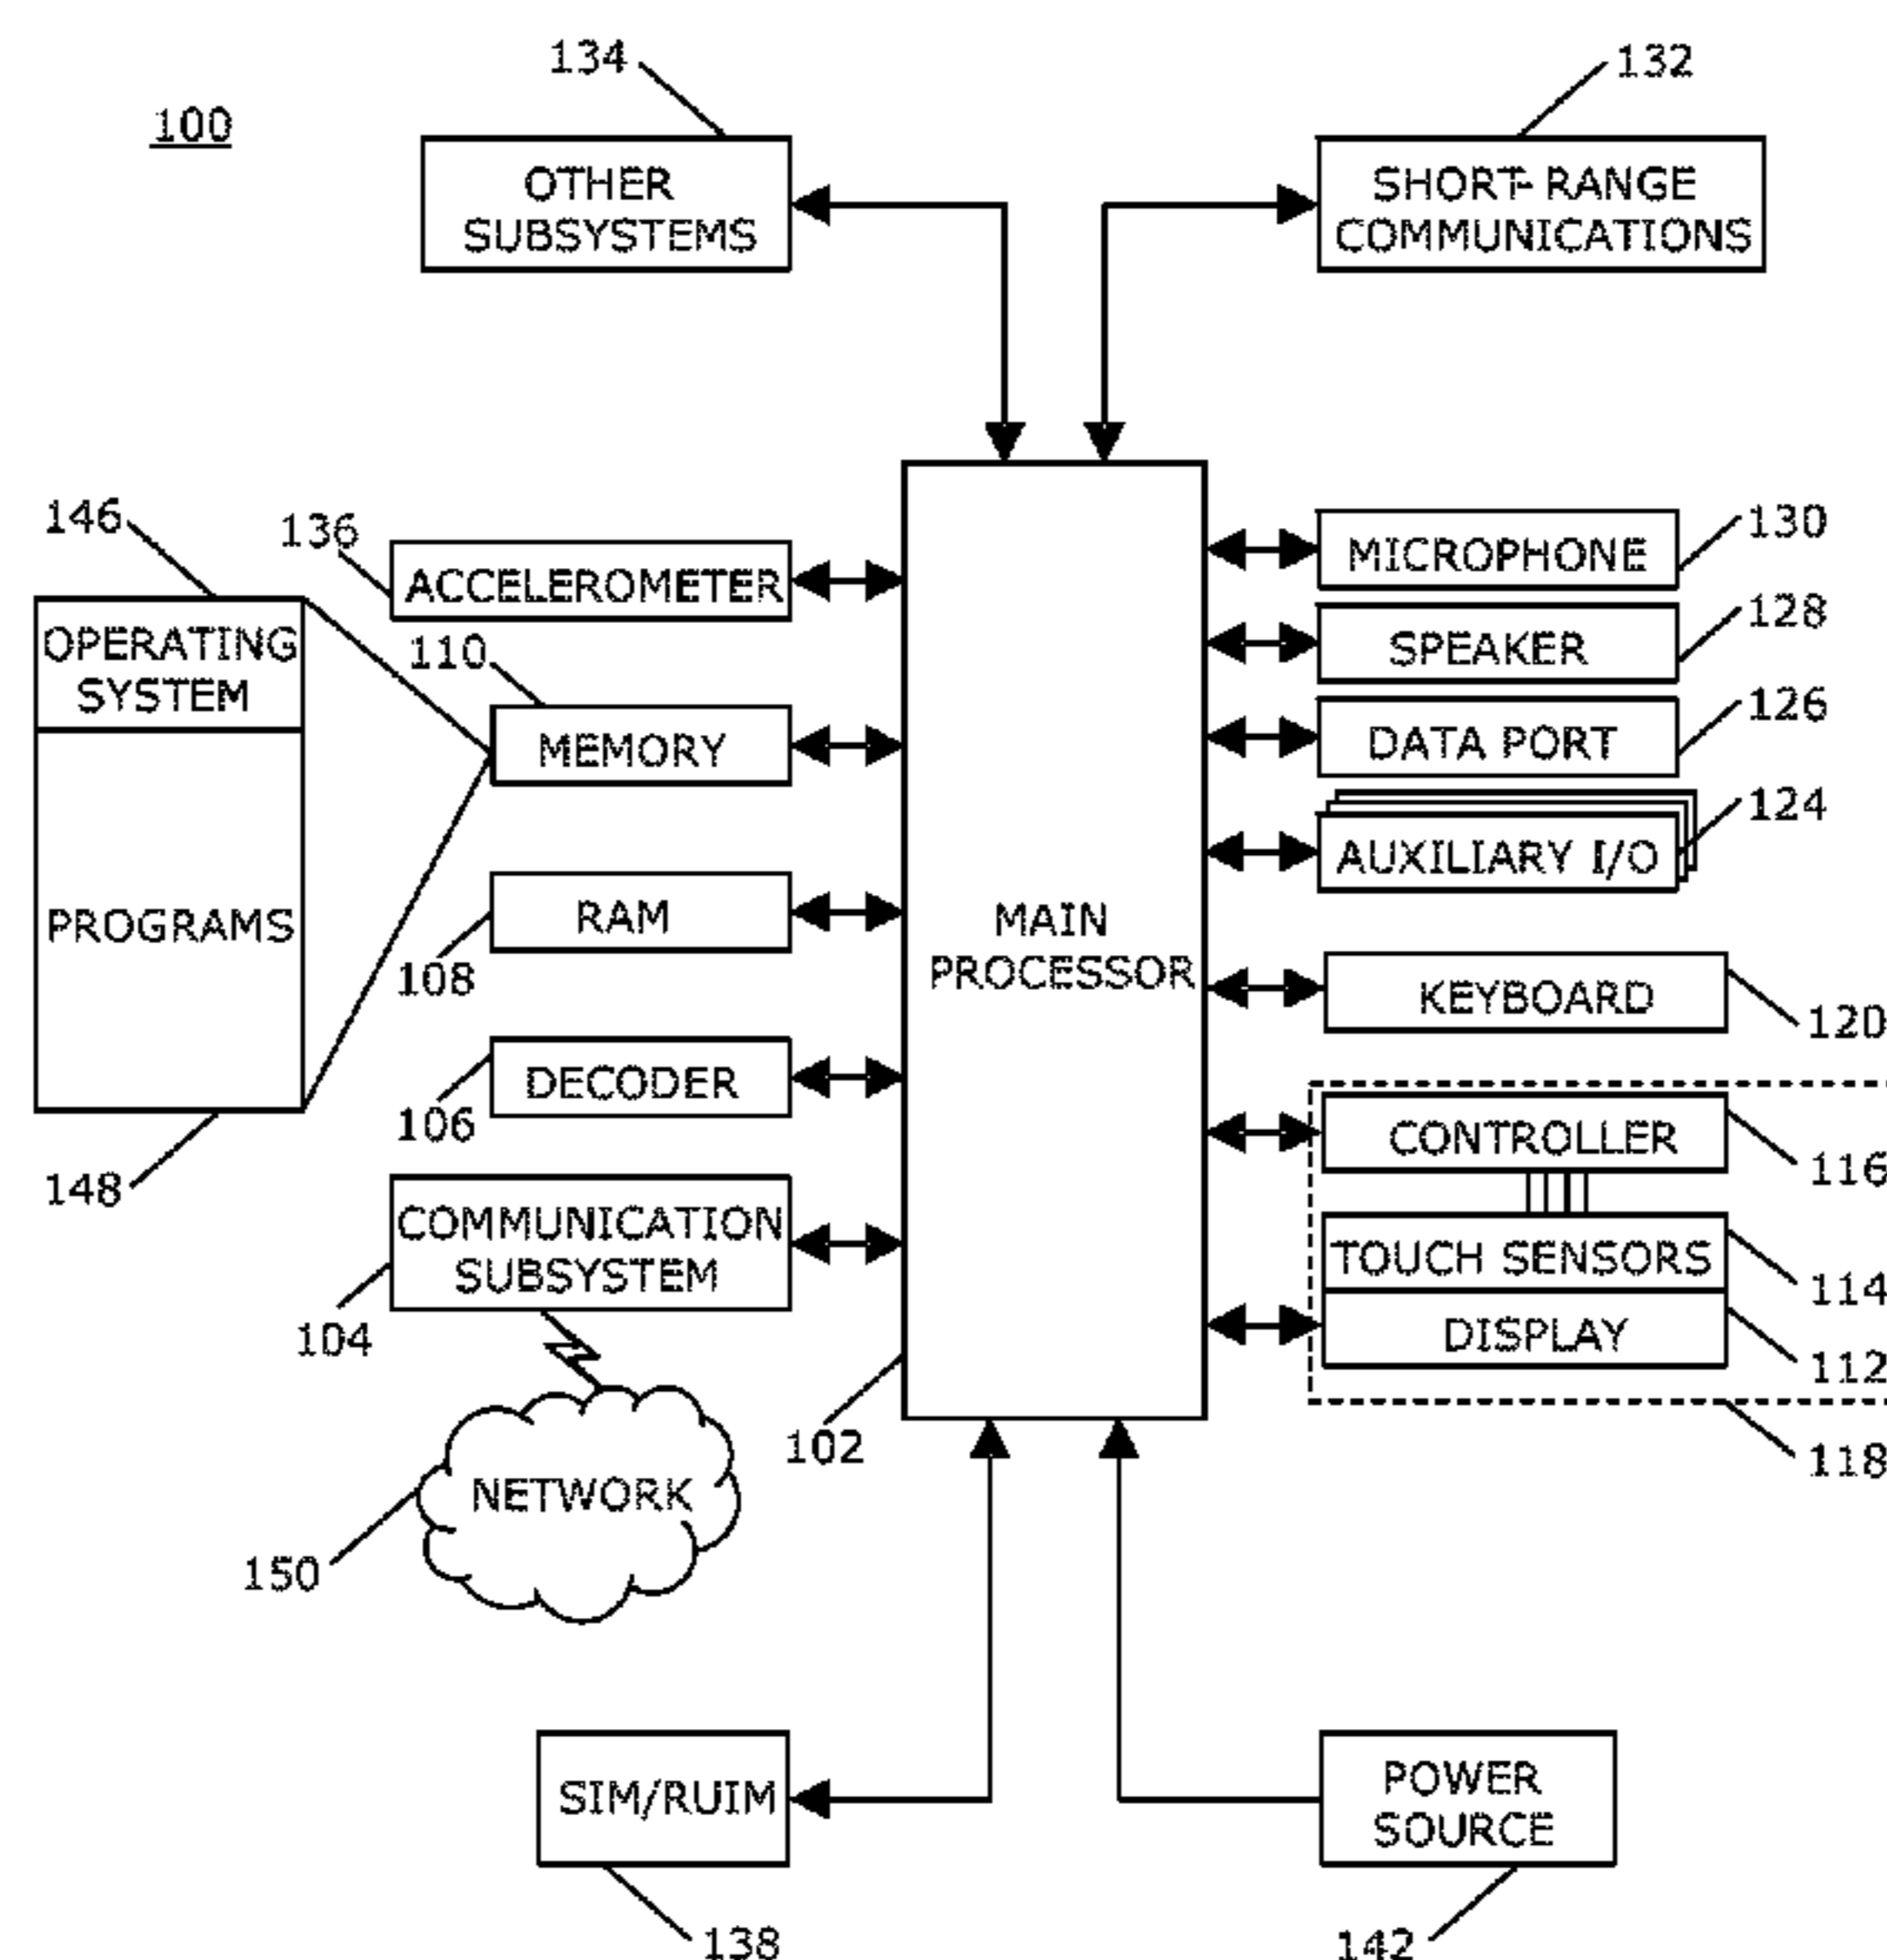 134
132
100
OTHER
SUBSYSTEMS
SHORT-RANGE
COMMUNICATIONS
146
136
ACCELEROMETER
MICROPHONE
130
OPERATING
SYSTEM
110
MEMORY
SPEAKER
128
DATA PORT
126
PROGRAMS
AUXILIARY I/O
124
RAM
108
MAIN
PROCESSOR
KEYBOARD
120
DECODER
106
CONTROLLER
116
148
COMMUNICATION
SUBSYSTEM
104
TOUCH SENSORS
114
DISPLAY
112
102
118
NETWORK
150
SIM/RUIM
138
POWER
SOURCE
142